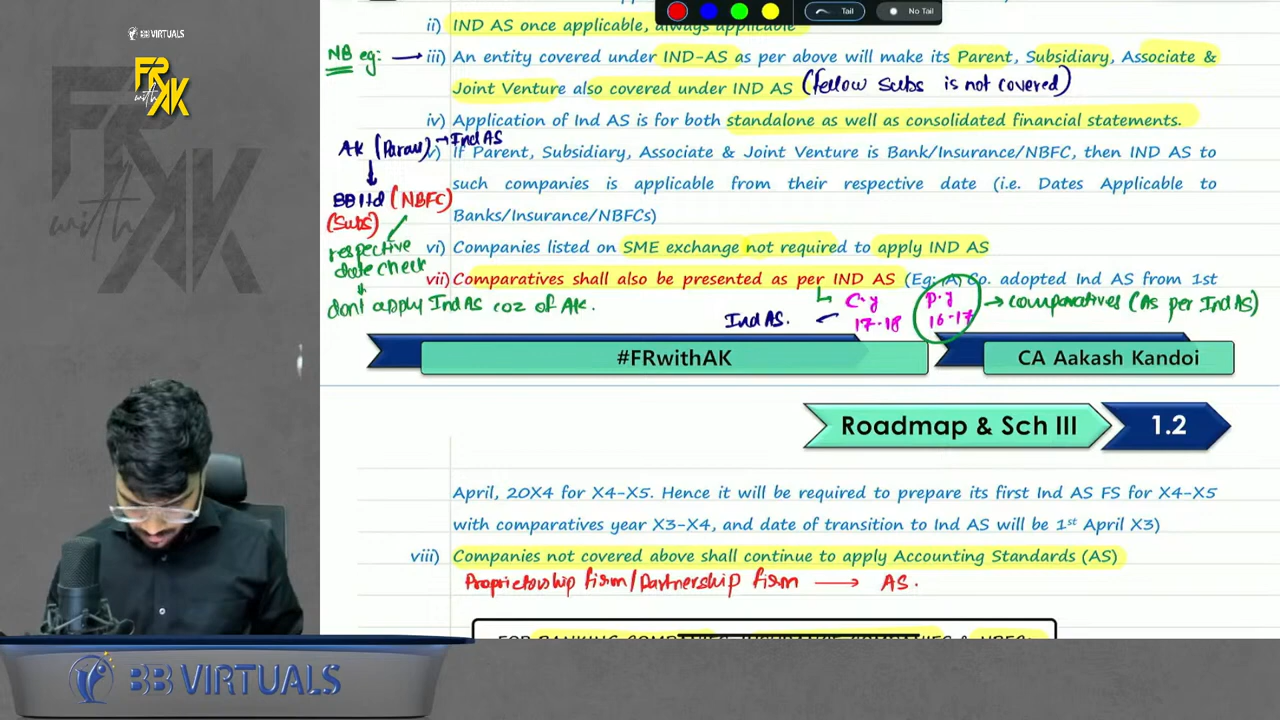 BB VIRTUALS
FR
with
AK
FR
with
AK
Tail
No Tail
ii) IND AS once applicable, always applicable
NB eg: → iii) An entity covered under IND-AS as per above will make its Parent, Subsidiary, Associate &
Joint Venture also covered under IND AS (fellow subs is not covered)
iv) Application of Ind AS is for both standalone as well as consolidated financial statements.
AK (Parent) → Ind AS
v) If Parent, Subsidiary, Associate & Joint Venture is Bank/Insurance/NBFC, then IND AS to
such companies is applicable from their respective date (i.e. Dates Applicable to
Banks/Insurance/NBFCs)
BB ltd (NBFC)
(Subs)
respective
date check
don't apply Ind AS coz of AK.
vi) Companies listed on SME exchange not required to apply IND AS
vii) Comparatives shall also be presented as per IND AS (Eg: (A) Co. adopted Ind AS from 1st
C.y P.y → comparatives (As per Ind AS)
Ind AS. 17-18 16-17
#FRwithAK
CA Aakash Kandoi
Roadmap & Sch III 1.2
April, 20X4 for X4-X5. Hence it will be required to prepare its first Ind AS FS for X4-X5
with comparatives year X3-X4, and date of transition to Ind AS will be 1st April X3)
viii) Companies not covered above shall continue to apply Accounting Standards (AS)
Proprietorship firm/Partnership firm → AS.
BB VIRTUALS